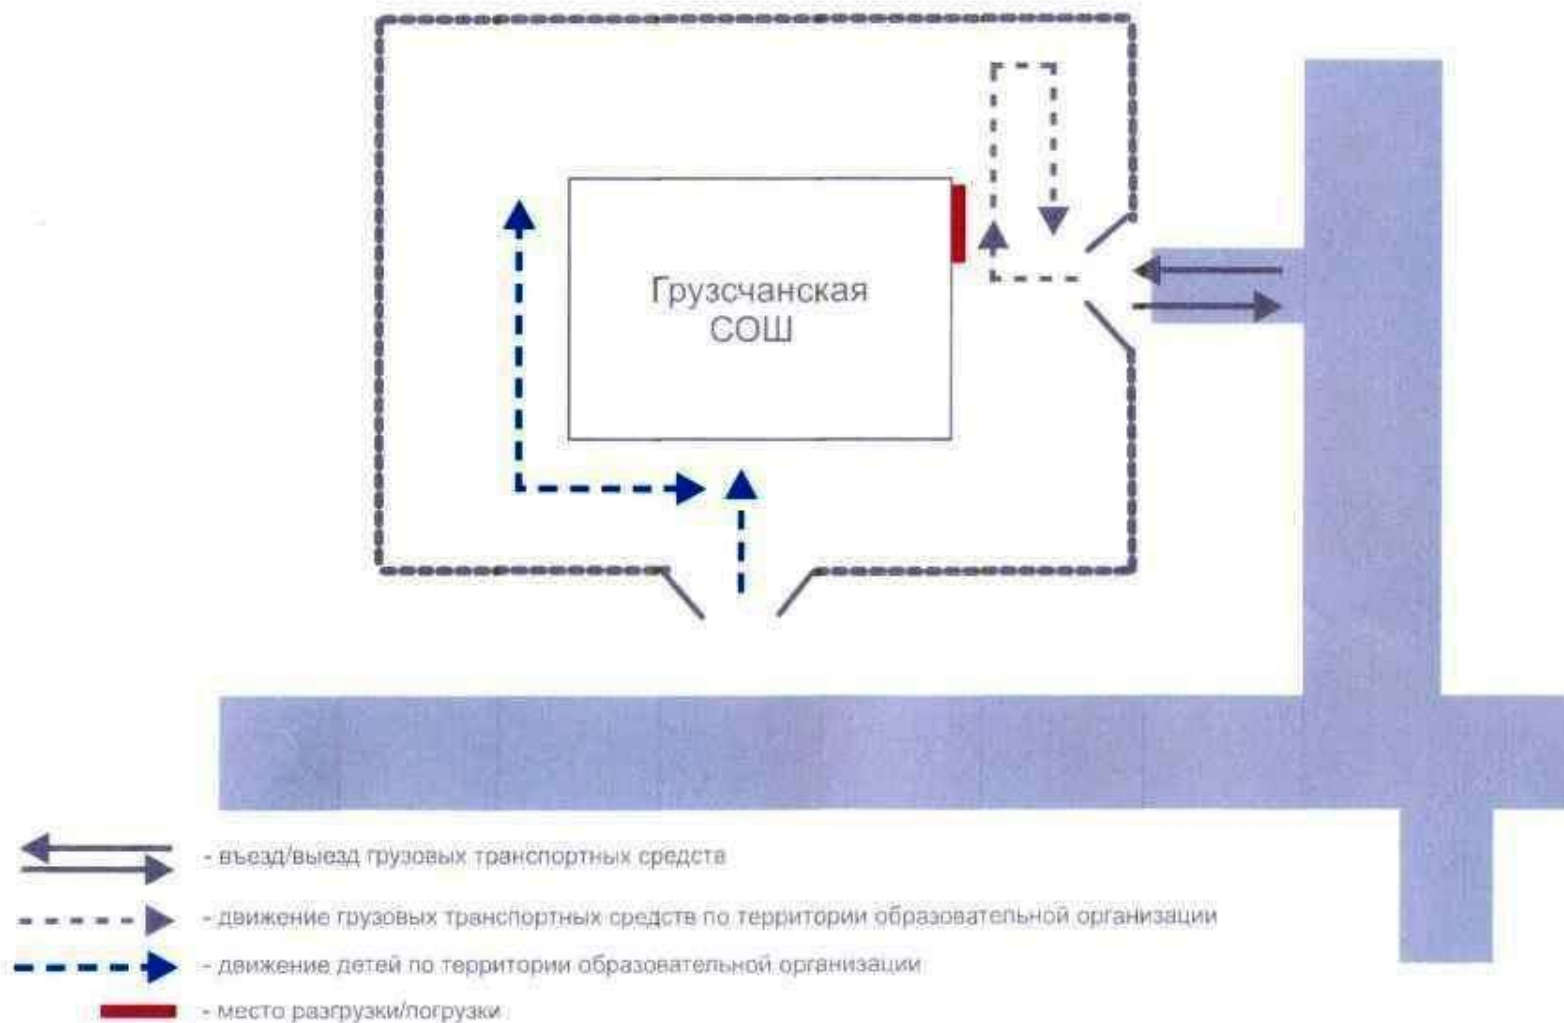 Грузсчанская
СОШ
- въезд/выезд грузовых транспортных средств
- движение грузовых транспортных средств по территории образовательной организации
- движение детей по территории образовательной организации
- место разгрузки/погрузки